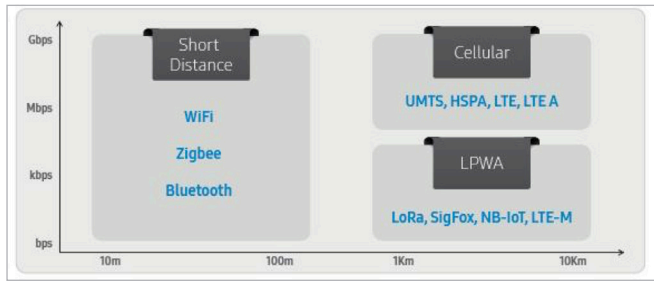 Gbps
Mbps
kbps
bps
Short
Distance
WiFi
Zigbee
Bluetooth
Cellular
UMTS, HSPA, LTE, LTE A
LPWA
LoRa, SigFox, NB-IoT, LTE-M
10m
100m
1Km
10Km